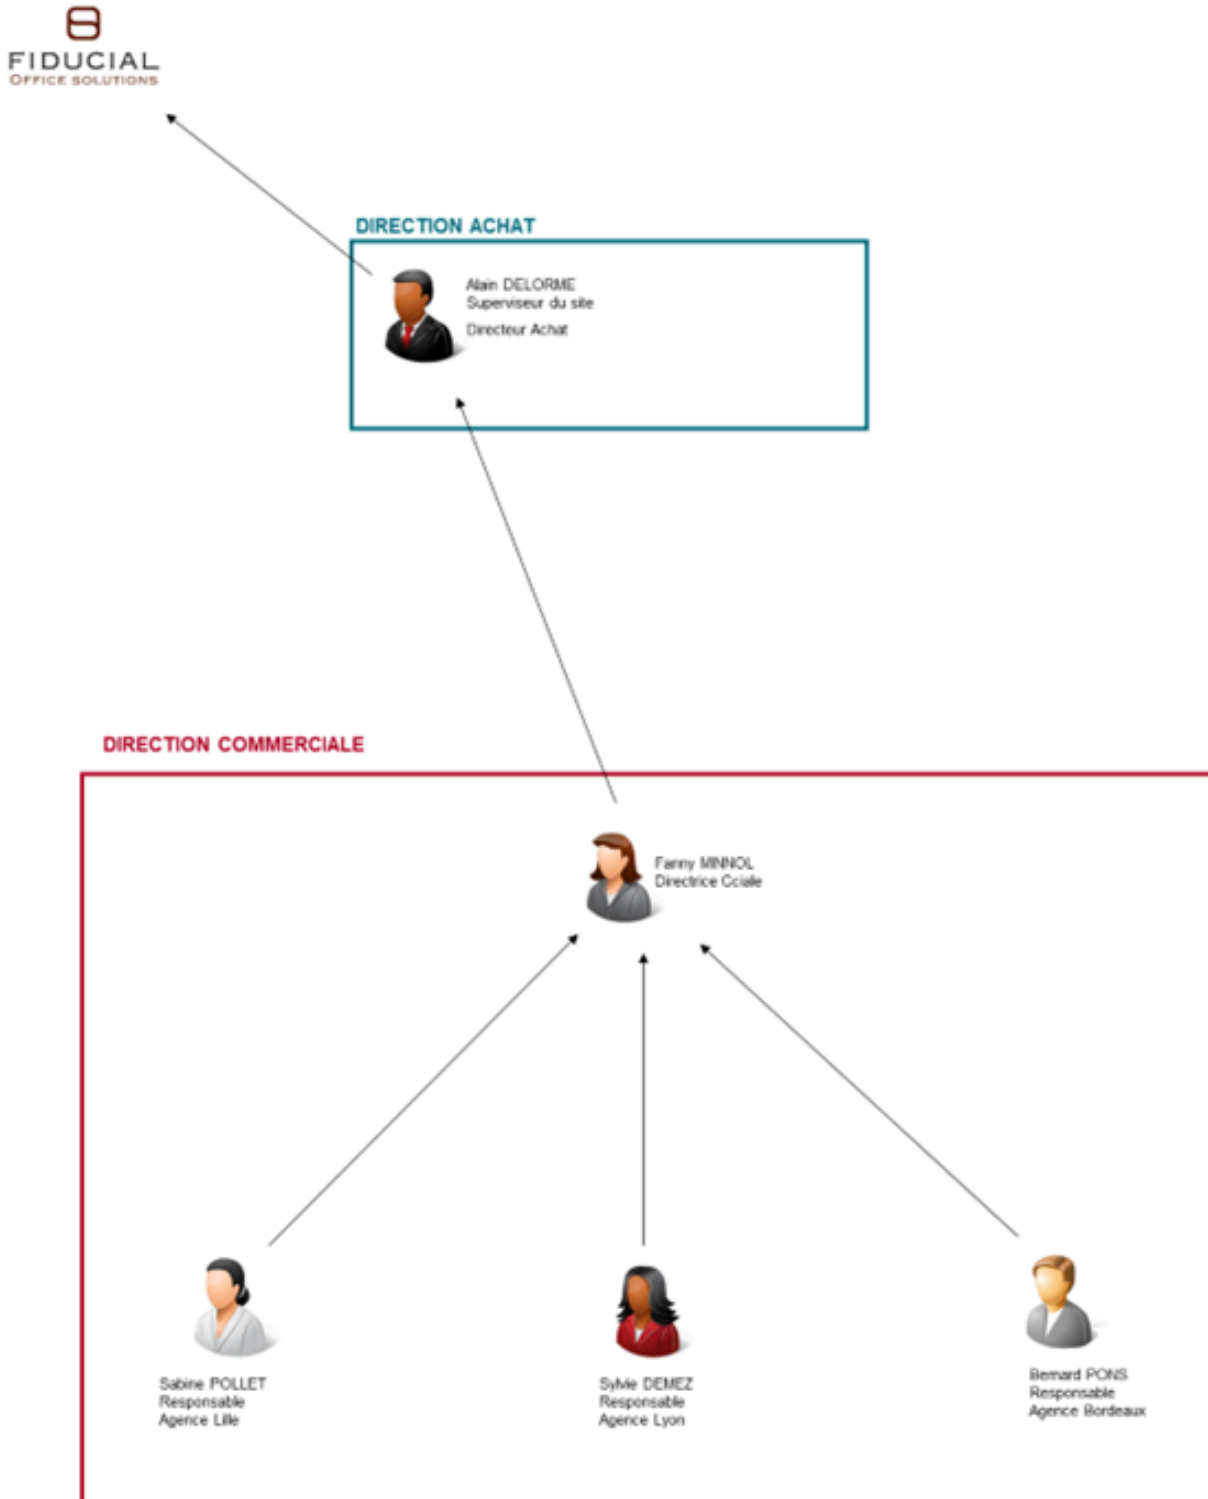 FIDUCIAL
OFFICE SOLUTIONS
DIRECTION ACHAT
Alain DELORME
Superviseur du site
Directeur Achat
DIRECTION COMMERCIALE
Fanny MINNOL
Directrice Cciale
Sabine POLLET
Responsable
Agence Lille
Sylvie DEMEZ
Responsable
Agence Lyon
Bernard PONS
Responsable
Agence Bordeaux